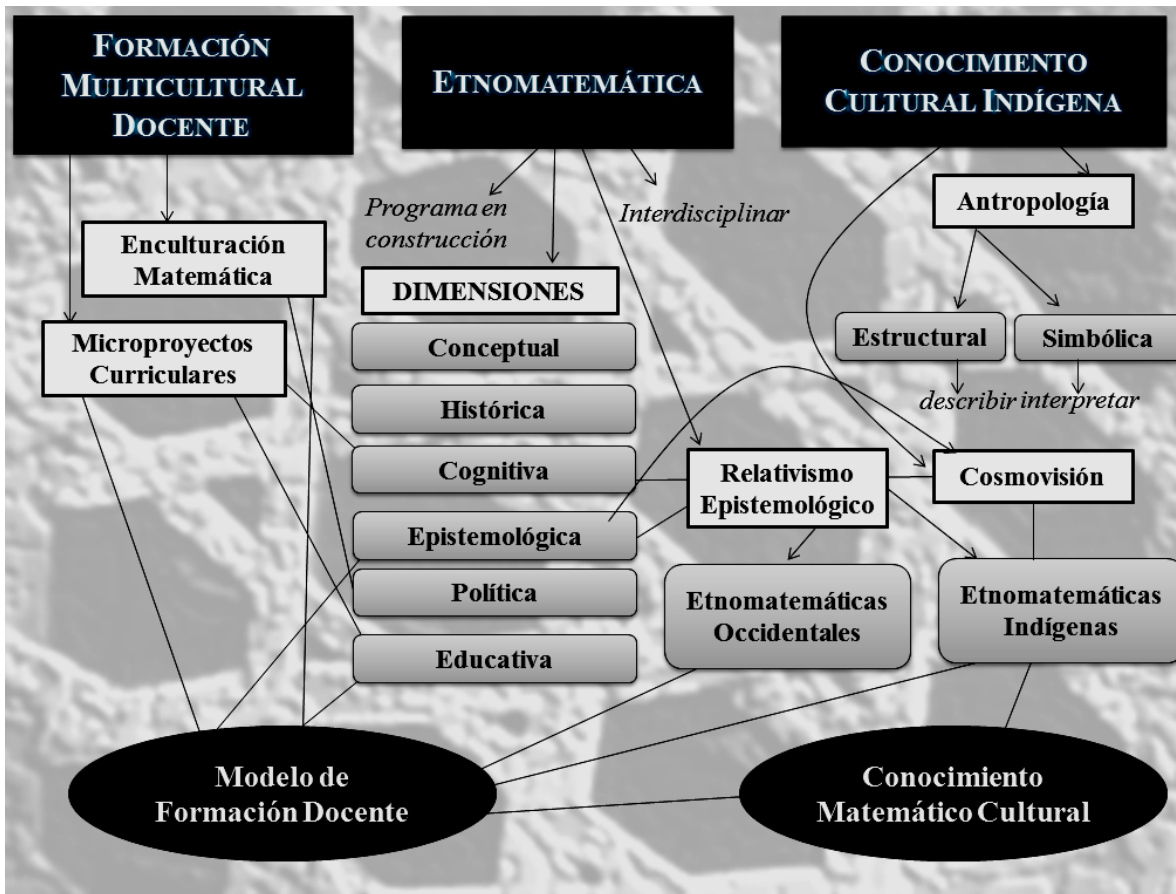 FORMACIÓN
MULTICULTURAL
DOCENTE
ETNOMATEMÁTICA
CONOCIMIENTO
CULTURAL INDÍGENA
Programa en
construcción
Interdisciplinar
Antropología
Enculturación
Matemática
DIMENSIONES
Microproyectos
Curriculares
Conceptual
Estructural
Simbólica
Histórica
describir interpretar
Cognitiva
Relativismo
Epistemológico
Cosmovisión
Epistemológica
Política
Etnomatemáticas
Occidentales
Etnomatemáticas
Indígenas
Educativa
Modelo de
Formación Docente
Conocimiento
Matemático Cultural